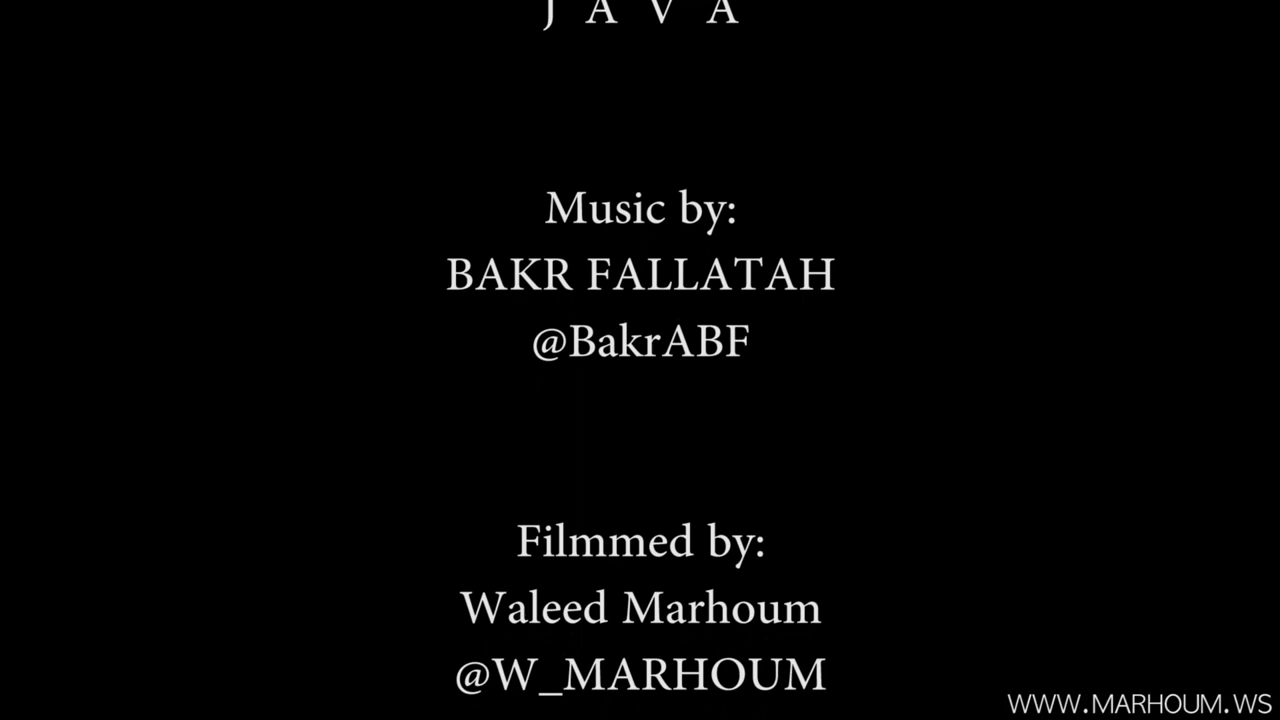 J A V A
Music by:
BAKR FALLATAH
@BakrABF
Filmmed by:
Waleed Marhoum
@W_MARHOUM
WWW.MARHOUM.WS